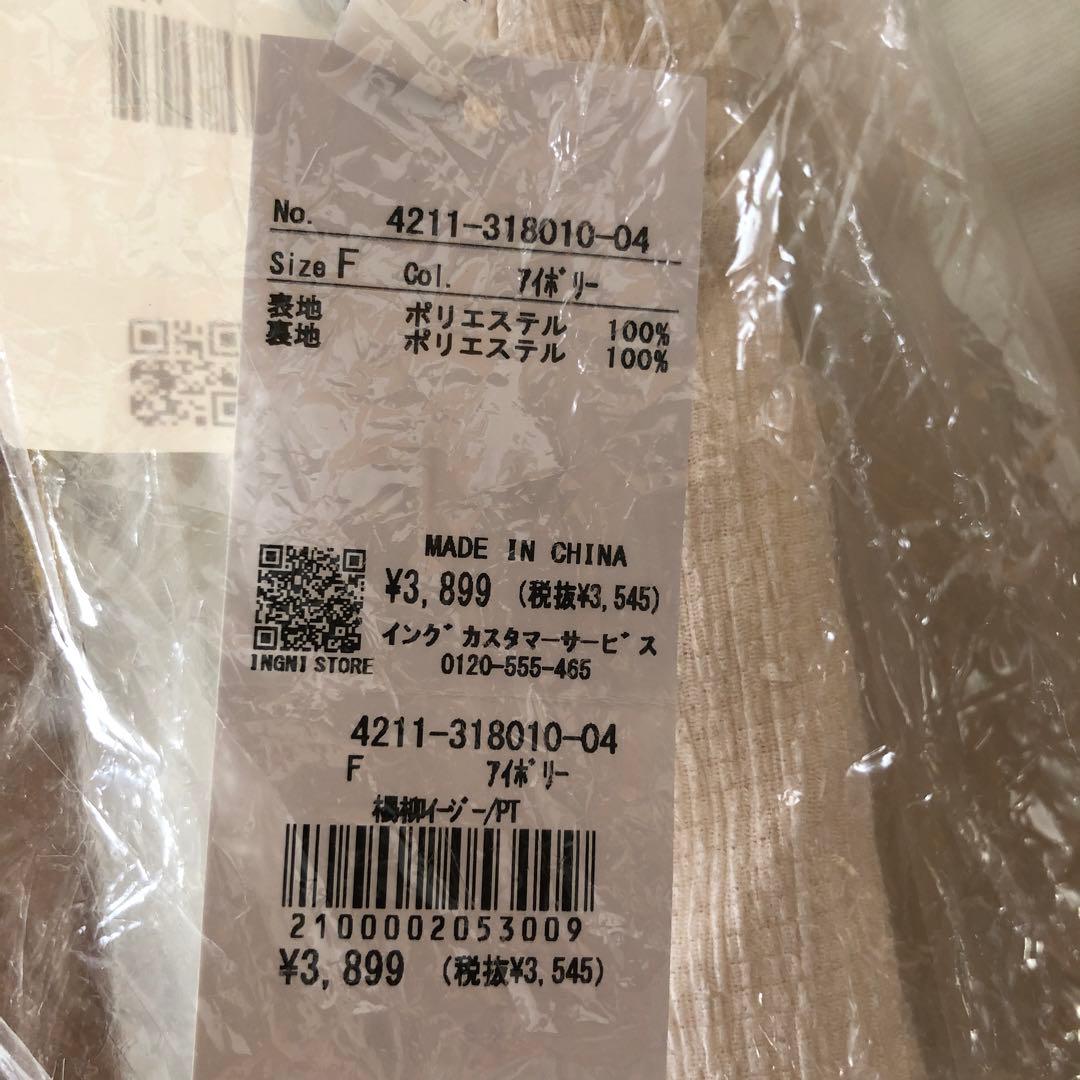 No. 4211-318010-04
Size F Col. ｱｲﾎﾞﾘｰ
表地 ポリエステル 100%
裏地 ポリエステル 100%
MADE IN CHINA
¥3,899 (税抜¥3,545)
イングカスタマーサービス
INGNI STORE 0120-555-465
4211-318010-04
F ｱｲﾎﾞﾘｰ
楊柳ｲｰｼﾞｰ/PT
2100002053009
¥3,899 (税抜¥3,545)